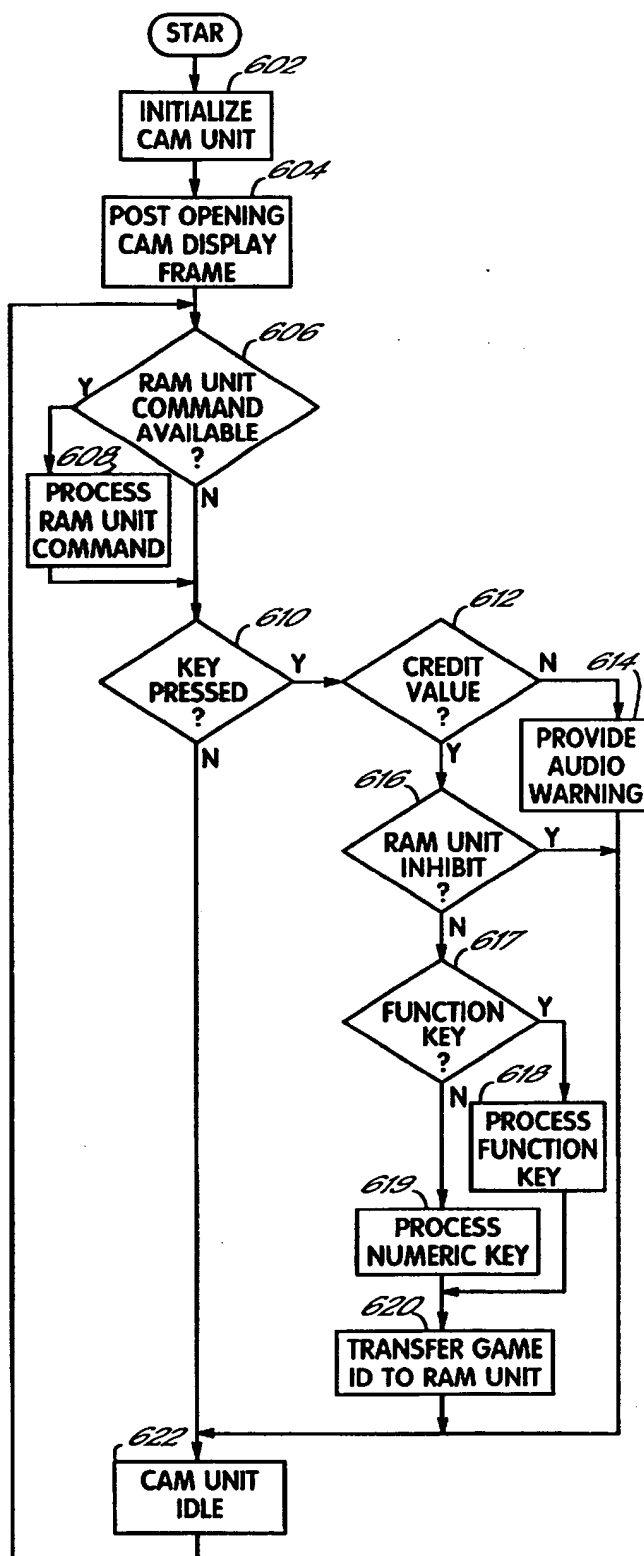 STAR
602
INITIALIZE
CAM UNIT
604
POST OPENING
CAM DISPLAY
FRAME
606
Y
RAM UNIT
COMMAND
AVAILABLE
?
608
N
PROCESS
RAM UNIT
COMMAND
610
KEY
PRESSED
?
Y
N
612
CREDIT
VALUE
?
N
Y
614
PROVIDE
AUDIO
WARNING
616
RAM UNIT
INHIBIT
?
Y
N
617
FUNCTION
KEY
?
Y
N
618
PROCESS
FUNCTION
KEY
619
PROCESS
NUMERIC KEY
620
TRANSFER GAME
ID TO RAM UNIT
622
CAM UNIT
IDLE